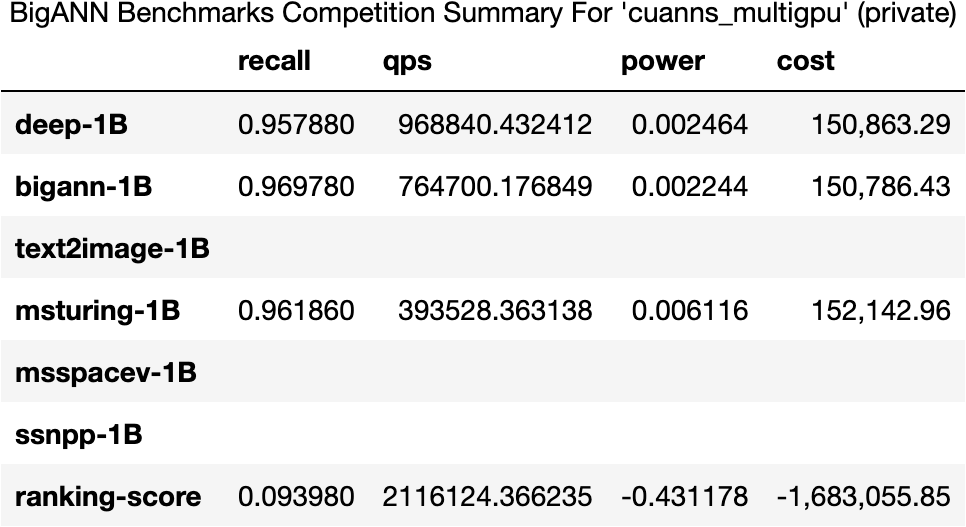 BigANN Benchmarks Competition Summary For 'cuanns_multigpu' (private)
recall qps power cost
deep-1B 0.957880 968840.432412 0.002464 150,863.29
bigann-1B 0.969780 764700.176849 0.002244 150,786.43
text2image-1B
msturing-1B 0.961860 393528.363138 0.006116 152,142.96
msspacev-1B
ssnpp-1B
ranking-score 0.093980 2116124.366235 -0.431178 -1,683,055.85